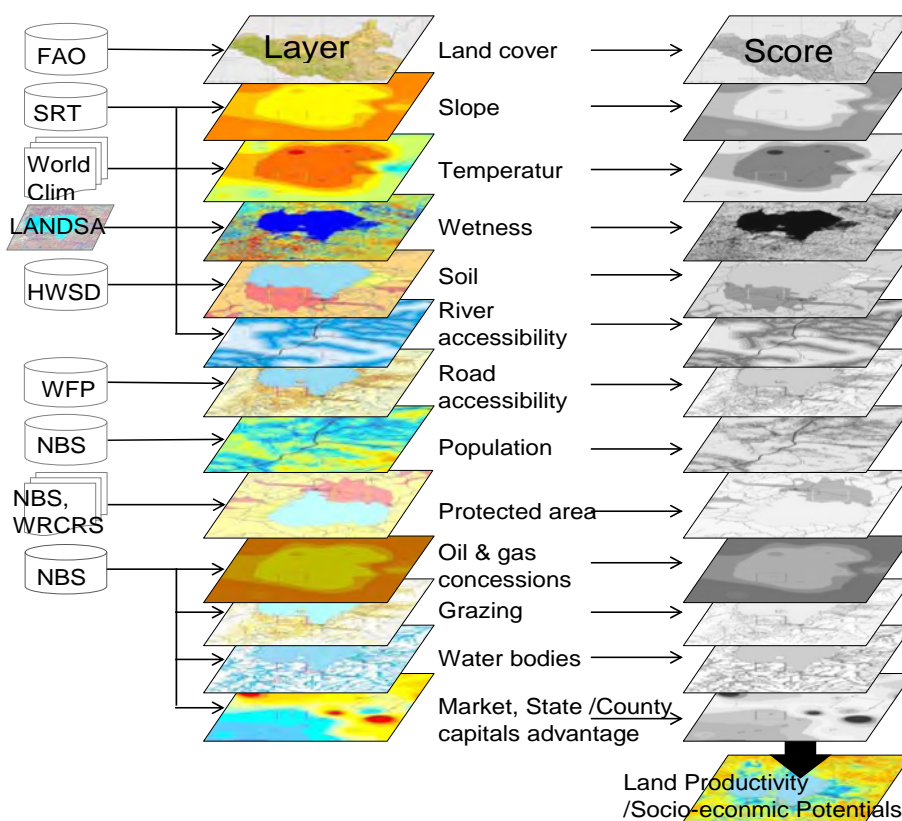 FAO
Layer
Land cover
Score
SRT
Slope
World
Clim
Temperatur
LANDSA
Wetness
HWSD
Soil
River
accessibility
WFP
Road
accessibility
NBS
Population
NBS,
WRCRS
Protected area
NBS
Oil & gas
concessions
Grazing
Water bodies
Market, State /County
capitals advantage
Land Productivity
/Socio-econmic Potentials